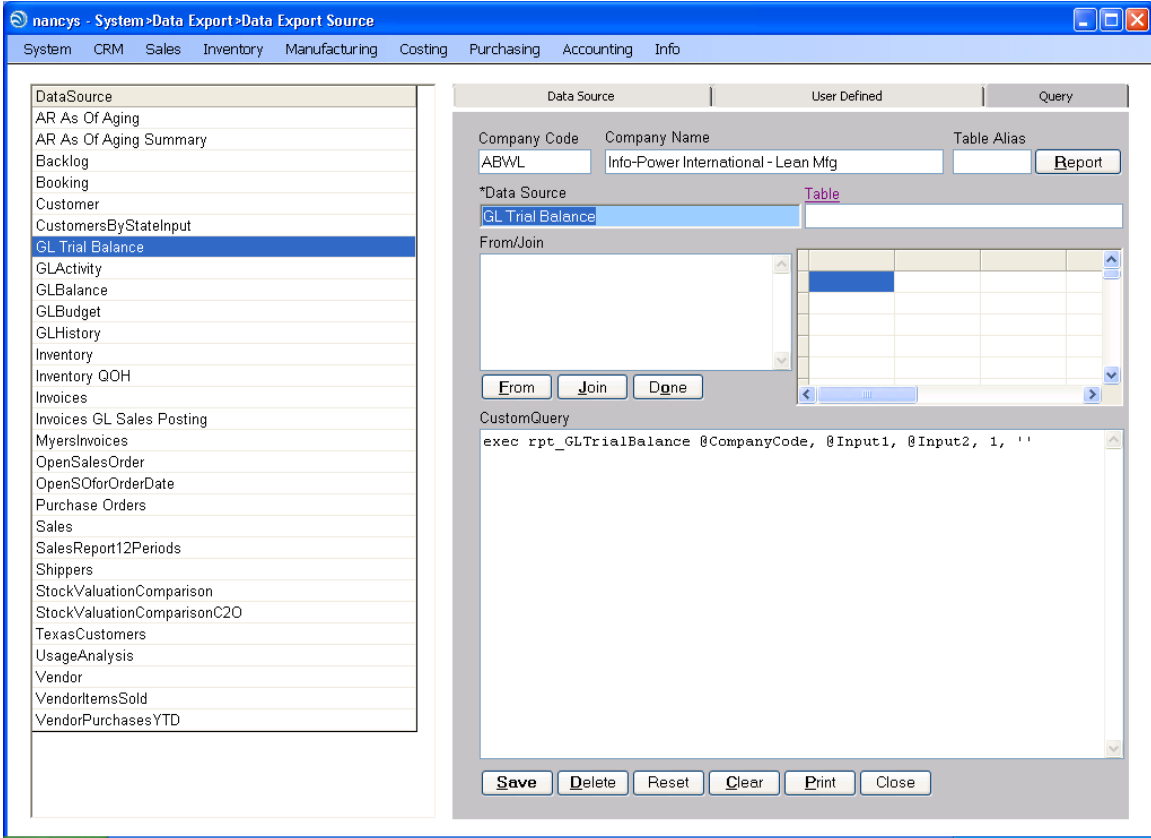 nancys - System>Data Export>Data Export Source
System CRM Sales Inventory Manufacturing Costing Purchasing Accounting Info
DataSource
AR As Of Aging
AR As Of Aging Summary
Backlog
Booking
Customer
CustomersByStateInput
GL Trial Balance
GLActivity
GLBalance
GLBudget
GLHistory
Inventory
Inventory QOH
Invoices
Invoices GL Sales Posting
MyersInvoices
OpenSalesOrder
OpenSOforOrderDate
Purchase Orders
Sales
SalesReport12Periods
Shippers
StockValuationComparison
StockValuationComparisonC2O
TexasCustomers
UsageAnalysis
Vendor
VendorItemsSold
VendorPurchasesYTD
Data Source User Defined Query
Company Code Company Name Table Alias
ABWL Info-Power International - Lean Mfg Report
*Data Source Table
GL Trial Balance
From/Join
From Join Done
CustomQuery
exec rpt_GLTrialBalance @CompanyCode, @Input1, @Input2, 1, ''
Save Delete Reset Clear Print Close